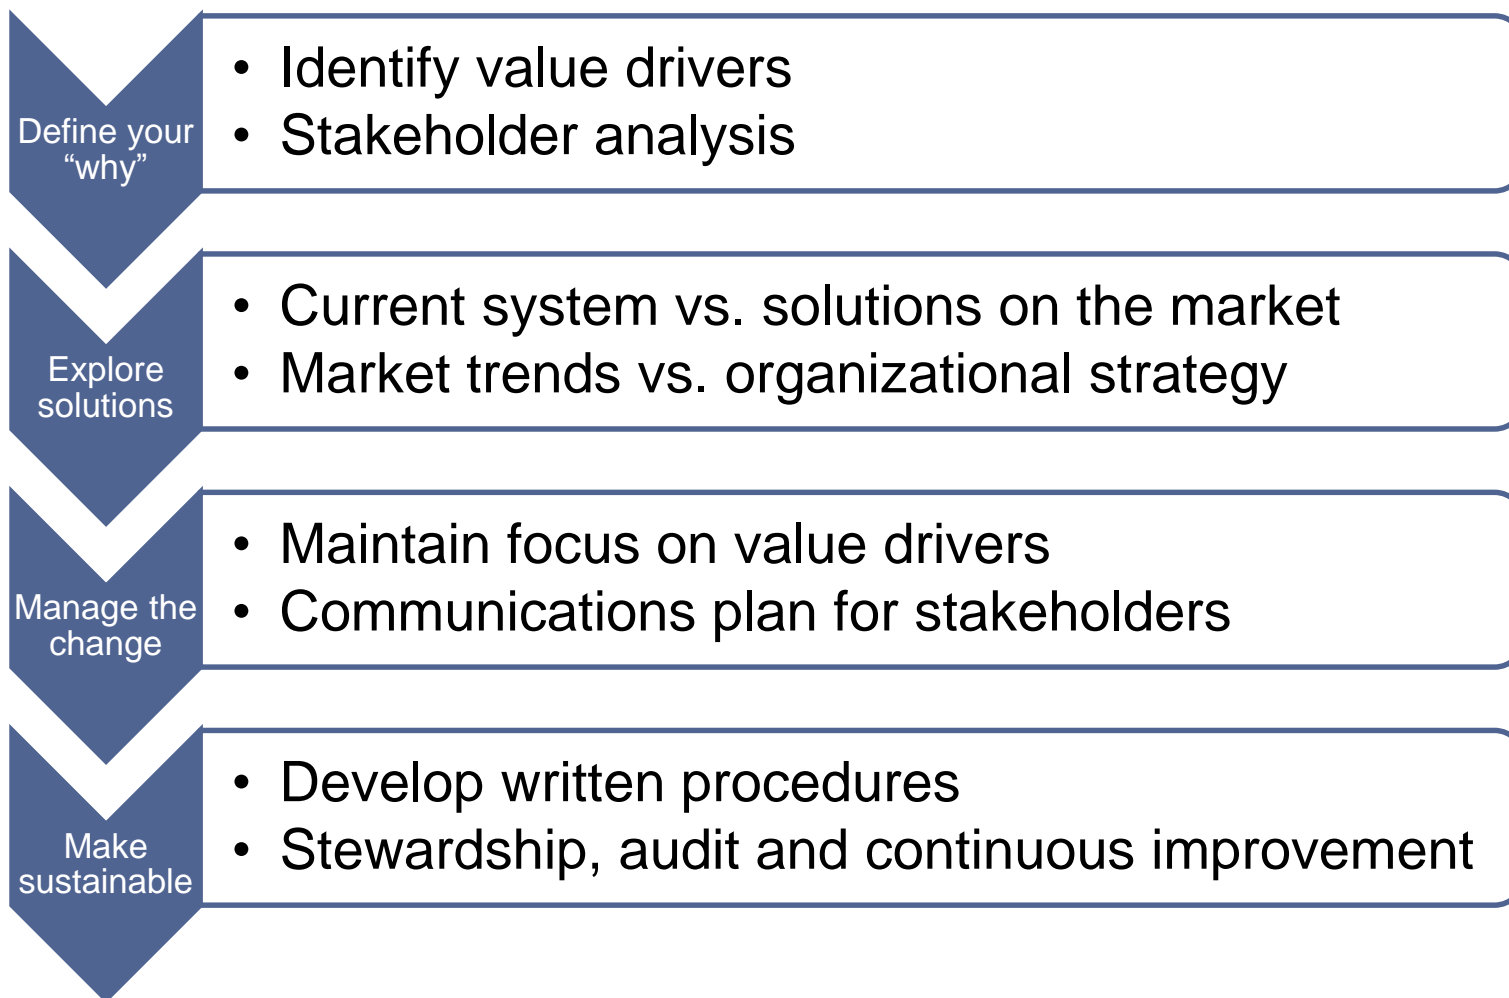 Define your
“why”
• Identify value drivers
• Stakeholder analysis
Explore
solutions
• Current system vs. solutions on the market
• Market trends vs. organizational strategy
Manage the
change
• Maintain focus on value drivers
• Communications plan for stakeholders
Make
sustainable
• Develop written procedures
• Stewardship, audit and continuous improvement